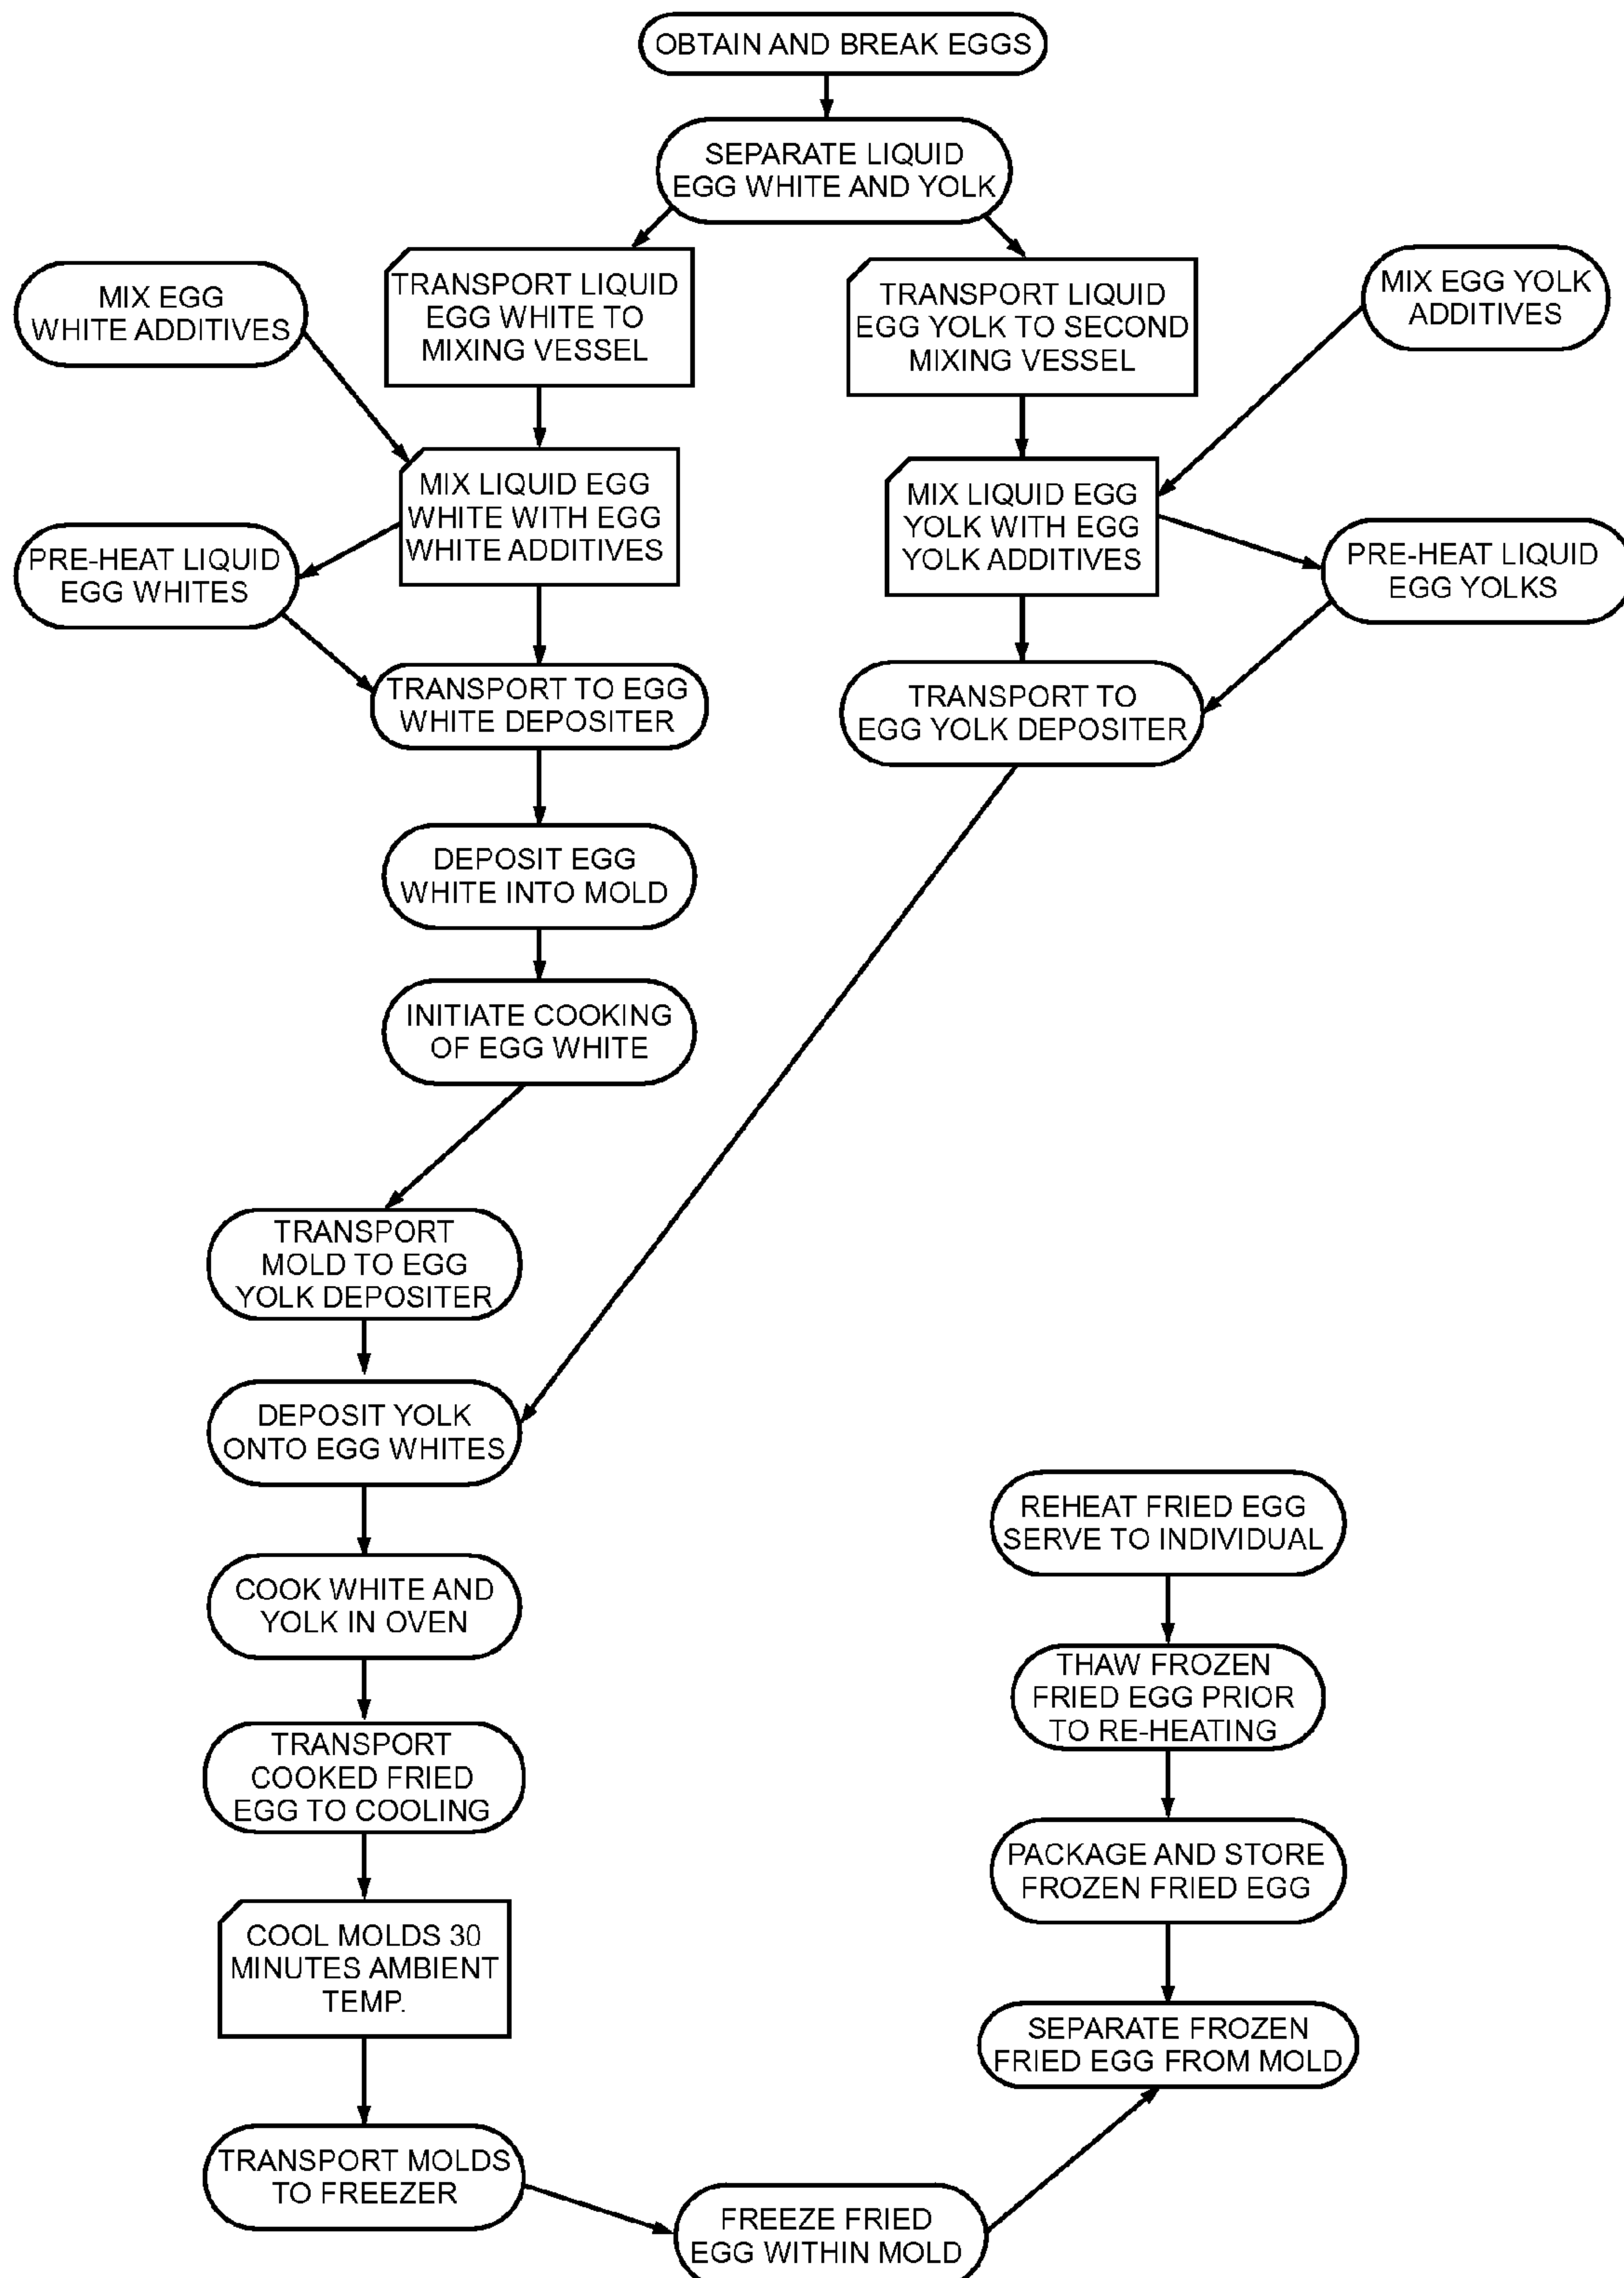 OBTAIN AND BREAK EGGS
SEPARATE LIQUID
EGG WHITE AND YOLK
MIX EGG
WHITE ADDITIVES
TRANSPORT LIQUID
EGG WHITE TO
MIXING VESSEL
TRANSPORT LIQUID
EGG YOLK TO SECOND
MIXING VESSEL
MIX EGG YOLK
ADDITIVES
MIX LIQUID EGG
WHITE WITH EGG
WHITE ADDITIVES
MIX LIQUID EGG
YOLK WITH EGG
YOLK ADDITIVES
PRE-HEAT LIQUID
EGG WHITES
PRE-HEAT LIQUID
EGG YOLKS
TRANSPORT TO EGG
WHITE DEPOSITER
TRANSPORT TO
EGG YOLK DEPOSITER
DEPOSIT EGG
WHITE INTO MOLD
INITIATE COOKING
OF EGG WHITE
TRANSPORT
MOLD TO EGG
YOLK DEPOSITER
DEPOSIT YOLK
ONTO EGG WHITES
COOK WHITE AND
YOLK IN OVEN
TRANSPORT
COOKED FRIED
EGG TO COOLING
COOL MOLDS 30
MINUTES AMBIENT
TEMP.
TRANSPORT MOLDS
TO FREEZER
FREEZE FRIED
EGG WITHIN MOLD
REHEAT FRIED EGG
SERVE TO INDIVIDUAL
THAW FROZEN
FRIED EGG PRIOR
TO RE-HEATING
PACKAGE AND STORE
FROZEN FRIED EGG
SEPARATE FROZEN
FRIED EGG FROM MOLD